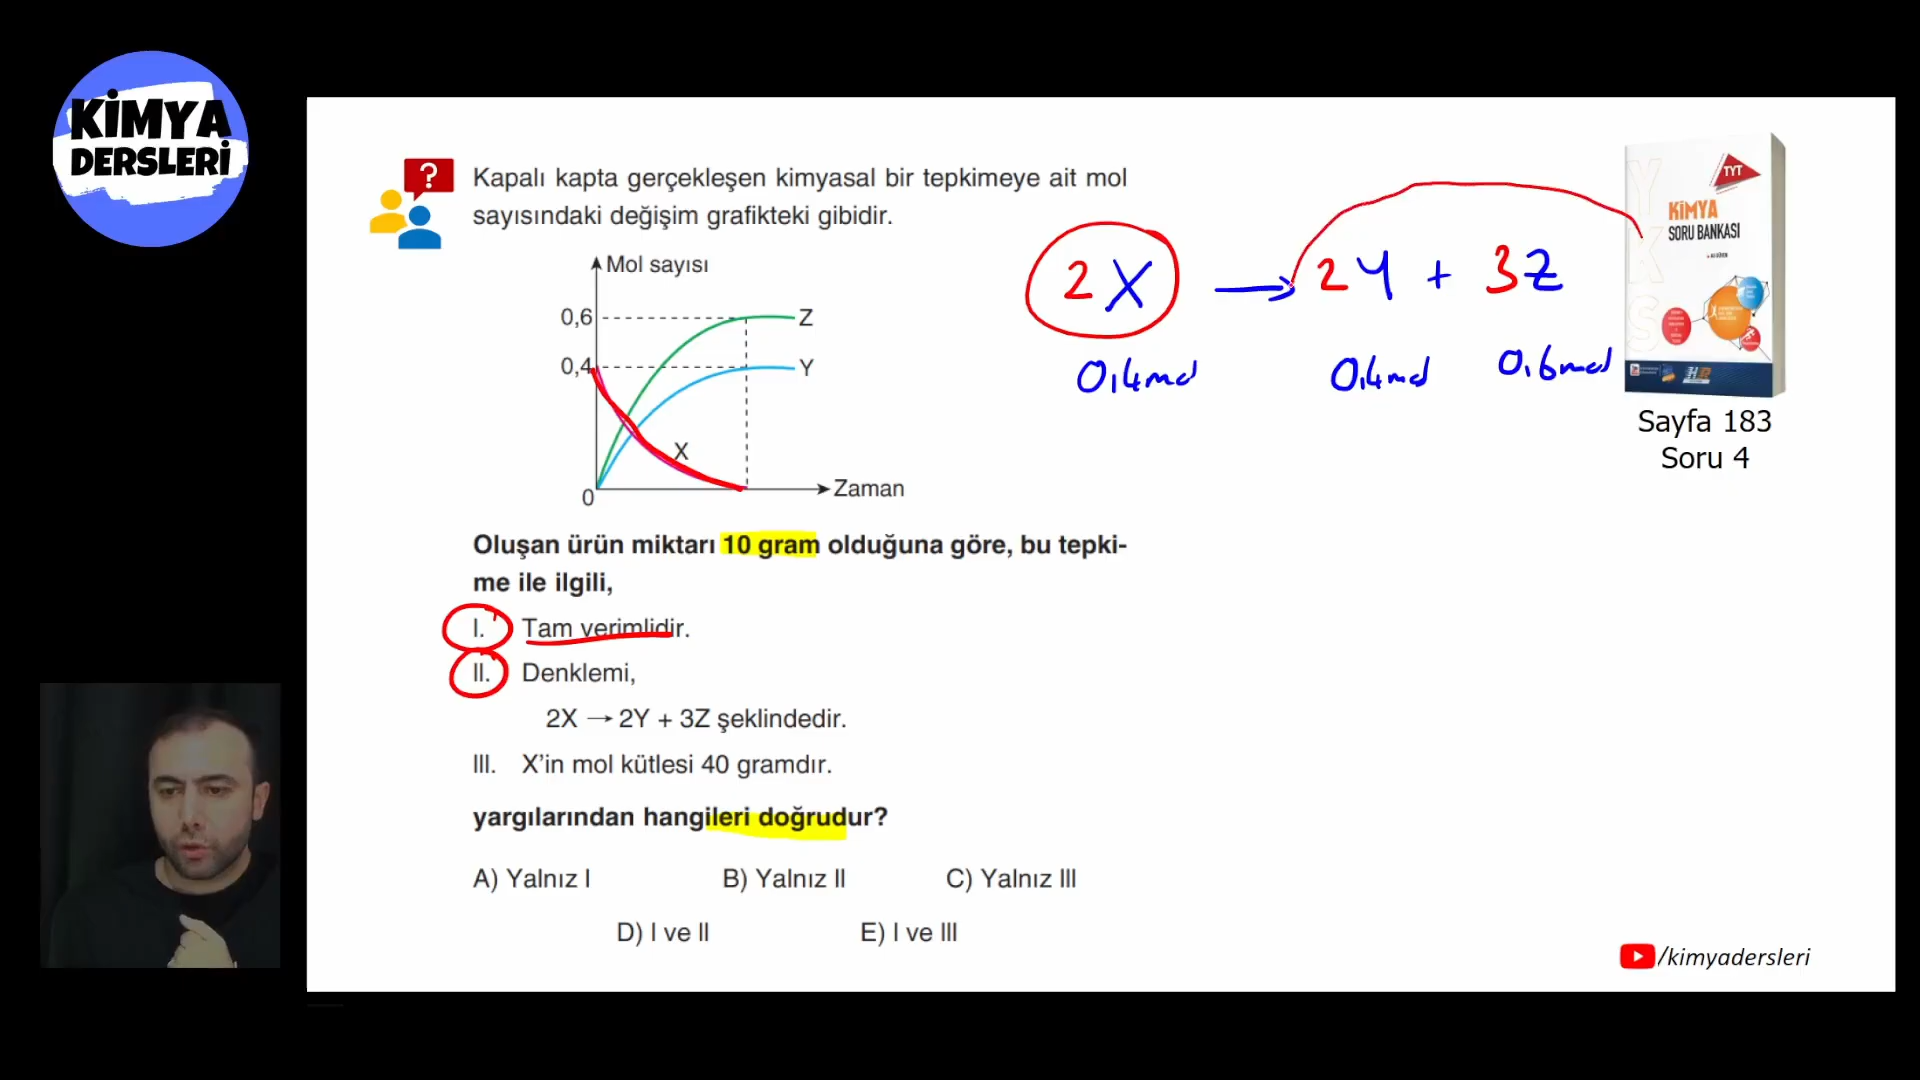 KİMYA
DERSLERİ
?
Kapalı kapta gerçekleşen kimyasal bir tepkimeye ait mol
sayısındaki değişim grafikteki gibidir.
Mol sayısı
0,6
Z
0,4
Y
X
0
Zaman
2X → 2Y + 3Z
0,4mol 0,4mol 0,6mol
YKS
TYT
KİMYA
SORU BANKASI
Sayfa 183
Soru 4
Oluşan ürün miktarı 10 gram olduğuna göre, bu tepki-
me ile ilgili,
I. Tam verimlidir.
II. Denklemi,
2X → 2Y + 3Z şeklindedir.
III. X’in mol kütlesi 40 gramdır.
yargılarından hangileri doğrudur?
A) Yalnız I B) Yalnız II C) Yalnız III
D) I ve II E) I ve III
/kimyadersleri